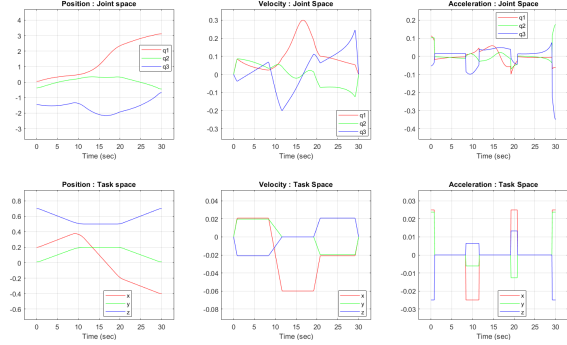 Position : Joint space
4
3
2
1
0
-1
-2
-3
q1
q2
q3
0 5 10 15 20 25 30
Time (sec)
Velocity : Joint Space
0.3
0.2
0.1
0
-0.1
-0.2
-0.3
q1
q2
q3
0 5 10 15 20 25 30
Time (sec)
Acceleration : Joint Space
0.2
0.1
0
-0.1
-0.2
-0.3
-0.4
q1
q2
q3
0 5 10 15 20 25 30
Time (sec)
Position : Task space
0.8
0.6
0.4
0.2
0
-0.2
-0.4
-0.6
x
y
z
0 5 10 15 20 25 30
Time (sec)
Velocity : Task Space
0.04
0.02
0
-0.02
-0.04
-0.06
-0.08
x
y
z
0 5 10 15 20 25 30
Time (sec)
Acceleration : Task Space
0.03
0.02
0.01
0
-0.01
-0.02
-0.03
x
y
z
0 5 10 15 20 25 30
Time (sec)